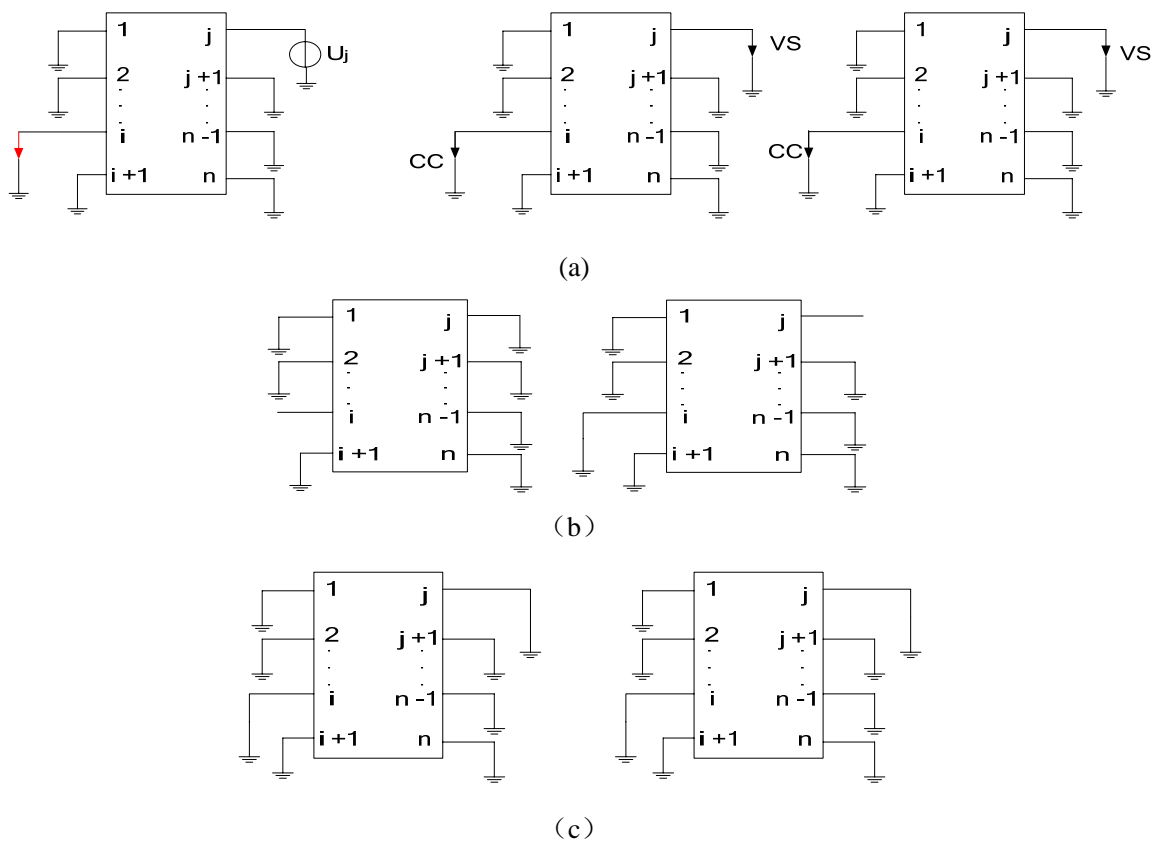 1 j Uj
2 j+1
i n-1
i+1 n
1 j VS
2 j+1
i n-1
CC
i+1 n
1 j VS
2 j+1
i n-1
CC
i+1 n
(a)
1 j
2 j+1
i n-1
i+1 n
1 j
2 j+1
i n-1
i+1 n
（b）
1 j
2 j+1
i n-1
i+1 n
1 j
2 j+1
i n-1
i+1 n
（c）